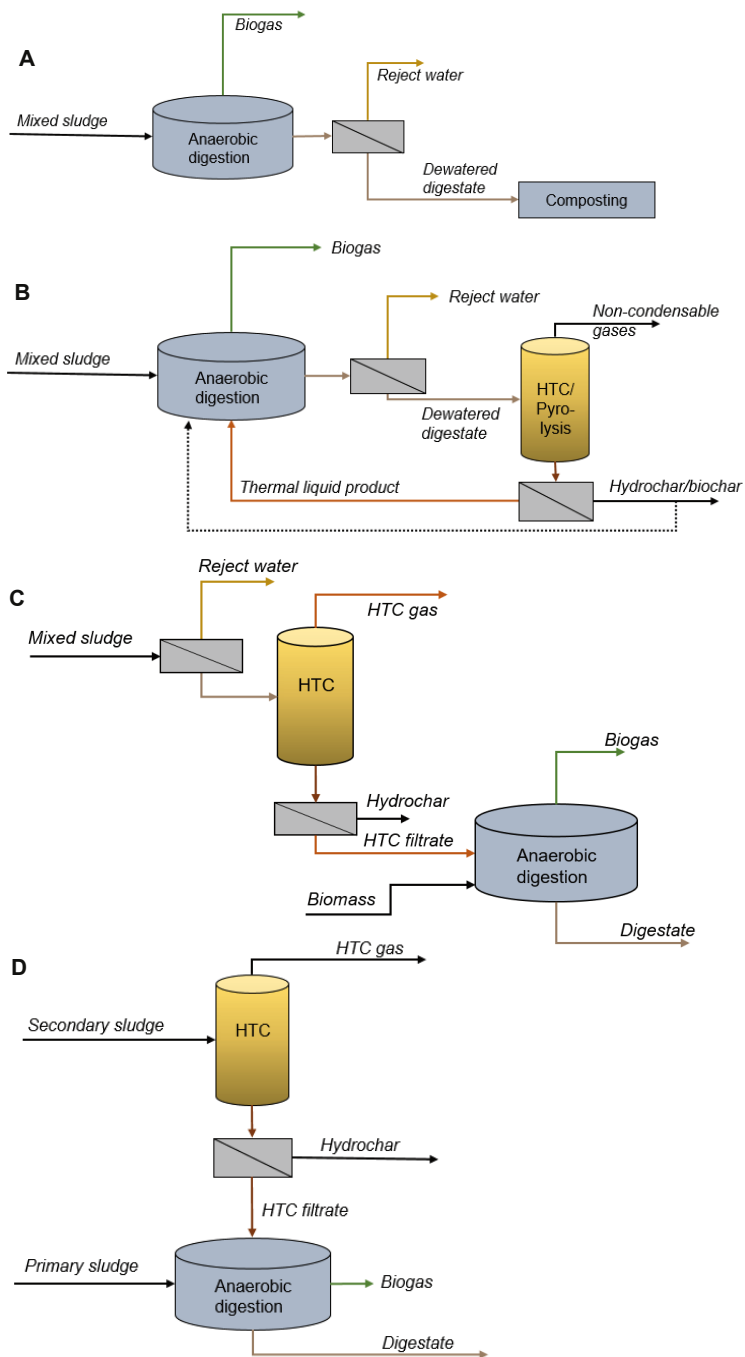 A
Biogas
Reject water
Mixed sludge
Anaerobic
digestion
Dewatered
digestate
Composting
B
Biogas
Reject water
Non-condensable
gases
Mixed sludge
Anaerobic
digestion
HTC/
Pyro-
lysis
Dewatered
digestate
Thermal liquid product
Hydrochar/biochar
C
Reject water
HTC gas
Mixed sludge
HTC
Biogas
Hydrochar
HTC filtrate
Anaerobic
digestion
Biomass
Digestate
D
HTC gas
Secondary sludge
HTC
Hydrochar
HTC filtrate
Primary sludge
Anaerobic
digestion
Biogas
Digestate